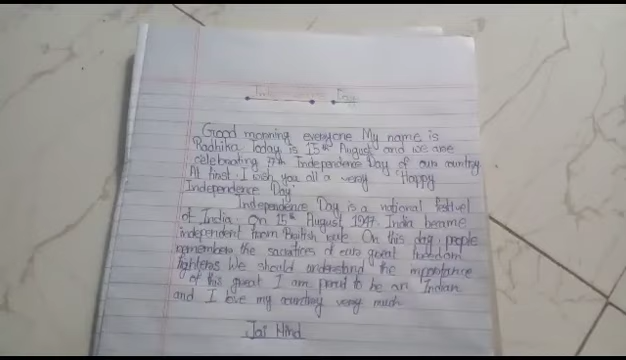 Day
Good morning everyone My name is
Radhika Today is 15th August and we are
celebrating 77th Independence Day of our country
At first I wish you all a very Happy
Independence Day
Independence Day is a national
of India. On 15th August 1947. India became
independent from British rule On this day, people
remembers the sacrifices of great freedom
fighters We should understand the importance
of this great I am proud to be an Indian
and I love my country very much
Jai Hind